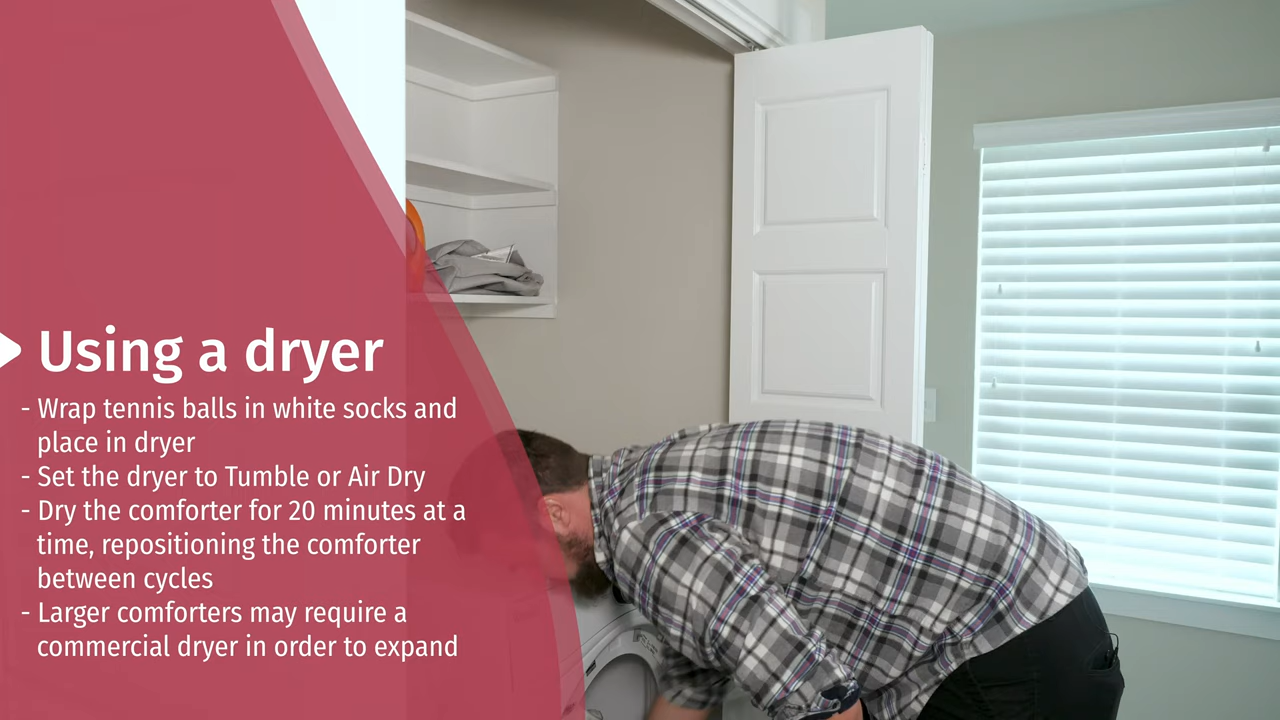 Using a dryer
- Wrap tennis balls in white socks and
place in dryer
- Set the dryer to Tumble or Air Dry
- Dry the comforter for 20 minutes at a
time, repositioning the comforter
between cycles
- Larger comforters may require a
commercial dryer in order to expand